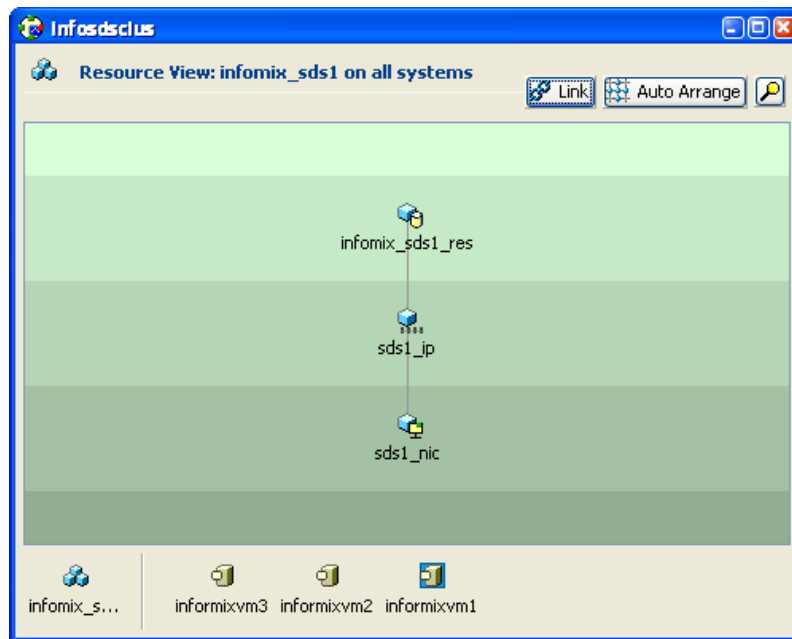 Infosdsclus
Resource View: infomix_sds1 on all systems
Link
Auto Arrange
infomix_sds1_res
sds1_ip
sds1_nic
infomix_s...
informixvm3
informixvm2
informixvm1